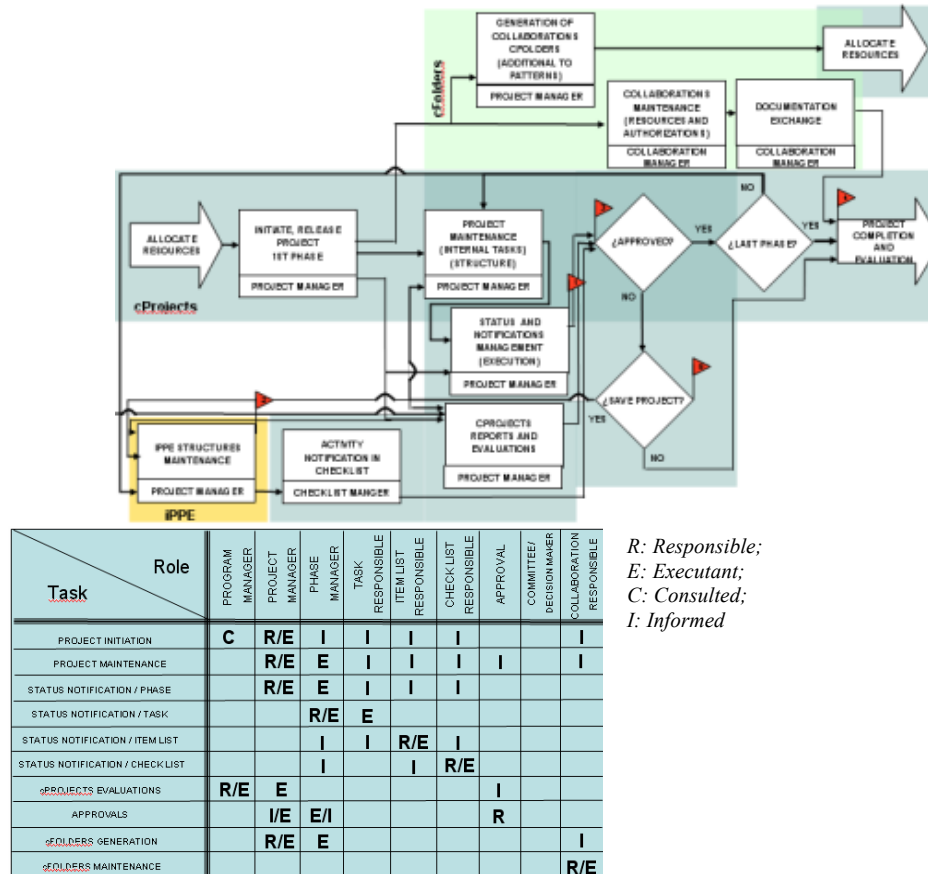 GENERATION OF
COLLABORATIONS
CFOLDERS
(ADDITIONAL TO
PATTERNS)
PROJECT MANAGER
ALLOCATE
RESOURCES
cFolders
COLLABORATIONS
MAINTENANCE
(RESOURCES AND
AUTHORIZATIONS)
COLLABORATION
MANAGER
DOCUMENTATION
EXCHANGE
COLLABORATION
MANAGER
NO
ALLOCATE
RESOURCES
INITIATE, RELEASE
PROJECT
1ST PHASE
PROJECT MANAGER
PROJECT
MAINTENANCE
(INTERNAL TASKS)
(STRUCTURE)
PROJECT MANAGER
¿APPROVED?
YES
¿LAST PHASE?
YES
PROJECT
COMPLETION
AND
EVALUATION
cProjects
NO
STATUS AND
NOTIFICATIONS
MANAGEMENT
(EXECUTION)
PROJECT MANAGER
¿SAVE PROJECT?
YES
NO
CPROJECTS
REPORTS AND
EVALUATIONS
PROJECT MANAGER
IPPE STRUCTURES
MAINTENANCE
PROJECT MANAGER
iPPE
ACTIVITY
NOTIFICATION IN
CHECKLIST
CHECKLIST MANGER
Role
Task
PROGRAM
MANAGER
PROJECT
MANAGER
PHASE
MANAGER
TASK
RESPONSIBLE
ITEM LIST
RESPONSIBLE
CHECK LIST
RESPONSIBLE
APPROVAL
COMMITTEE/
DECISION MAKER
COLLABORATION
RESPONSIBLE
PROJECT INITIATION C R/E I I I I I
PROJECT MAINTENANCE R/E E I I I I I
STATUS NOTIFICATION / PHASE R/E E I I I
STATUS NOTIFICATION / TASK R/E E
STATUS NOTIFICATION / ITEM LIST I I R/E I
STATUS NOTIFICATION / CHECK LIST I I R/E
cPROJECTS EVALUATIONS R/E E I
APPROVALS I/E E/I R
cFOLDERS GENERATION R/E E I
cFOLDERS MAINTENANCE R/E
R: Responsible;
E: Executant;
C: Consulted;
I: Informed